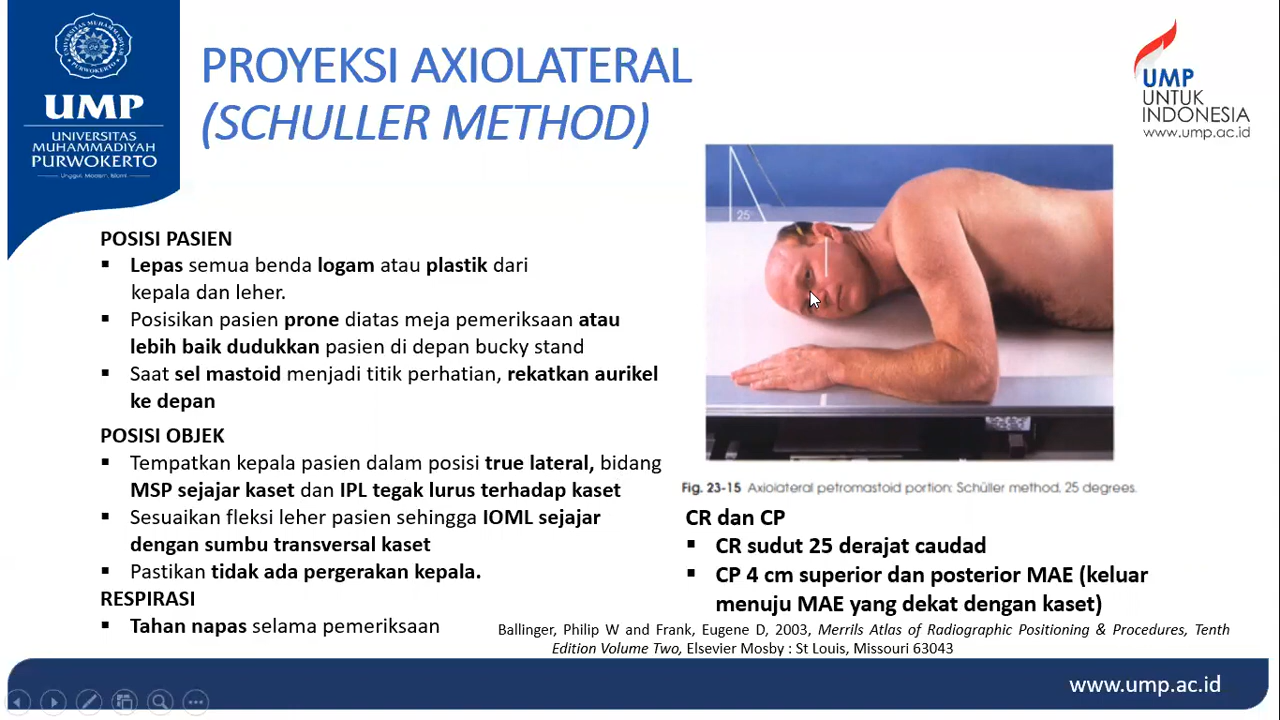 UMP
UNIVERSITAS
MUHAMMADIYAH
PURWOKERTO
PROYEKSI AXIOLATERAL
(SCHULLER METHOD)
UMP
UNTUK
INDONESIA
www.ump.ac.id
POSISI PASIEN
▪ Lepas semua benda logam atau plastik dari
kepala dan leher.
▪ Posisikan pasien prone diatas meja pemeriksaan atau
lebih baik dudukkan pasien di depan bucky stand
▪ Saat sel mastoid menjadi titik perhatian, rekatkan aurikel
ke depan
POSISI OBJEK
▪ Tempatkan kepala pasien dalam posisi true lateral, bidang
MSP sejajar kaset dan IPL tegak lurus terhadap kaset
▪ Sesuaikan fleksi leher pasien sehingga IOML sejajar
dengan sumbu transversal kaset
▪ Pastikan tidak ada pergerakan kepala.
RESPIRASI
▪ Tahan napas selama pemeriksaan
25
Fig. 23-15 Axiolateral petromastoid portion: Schüller method, 25 degrees.
CR dan CP
▪ CR sudut 25 derajat caudad
▪ CP 4 cm superior dan posterior MAE (keluar
menuju MAE yang dekat dengan kaset)
Ballinger, Philip W and Frank, Eugene D, 2003, Merrils Atlas of Radiographic Positioning & Procedures, Tenth
Edition Volume Two, Elsevier Mosby : St Louis, Missouri 63043
www.ump.ac.id